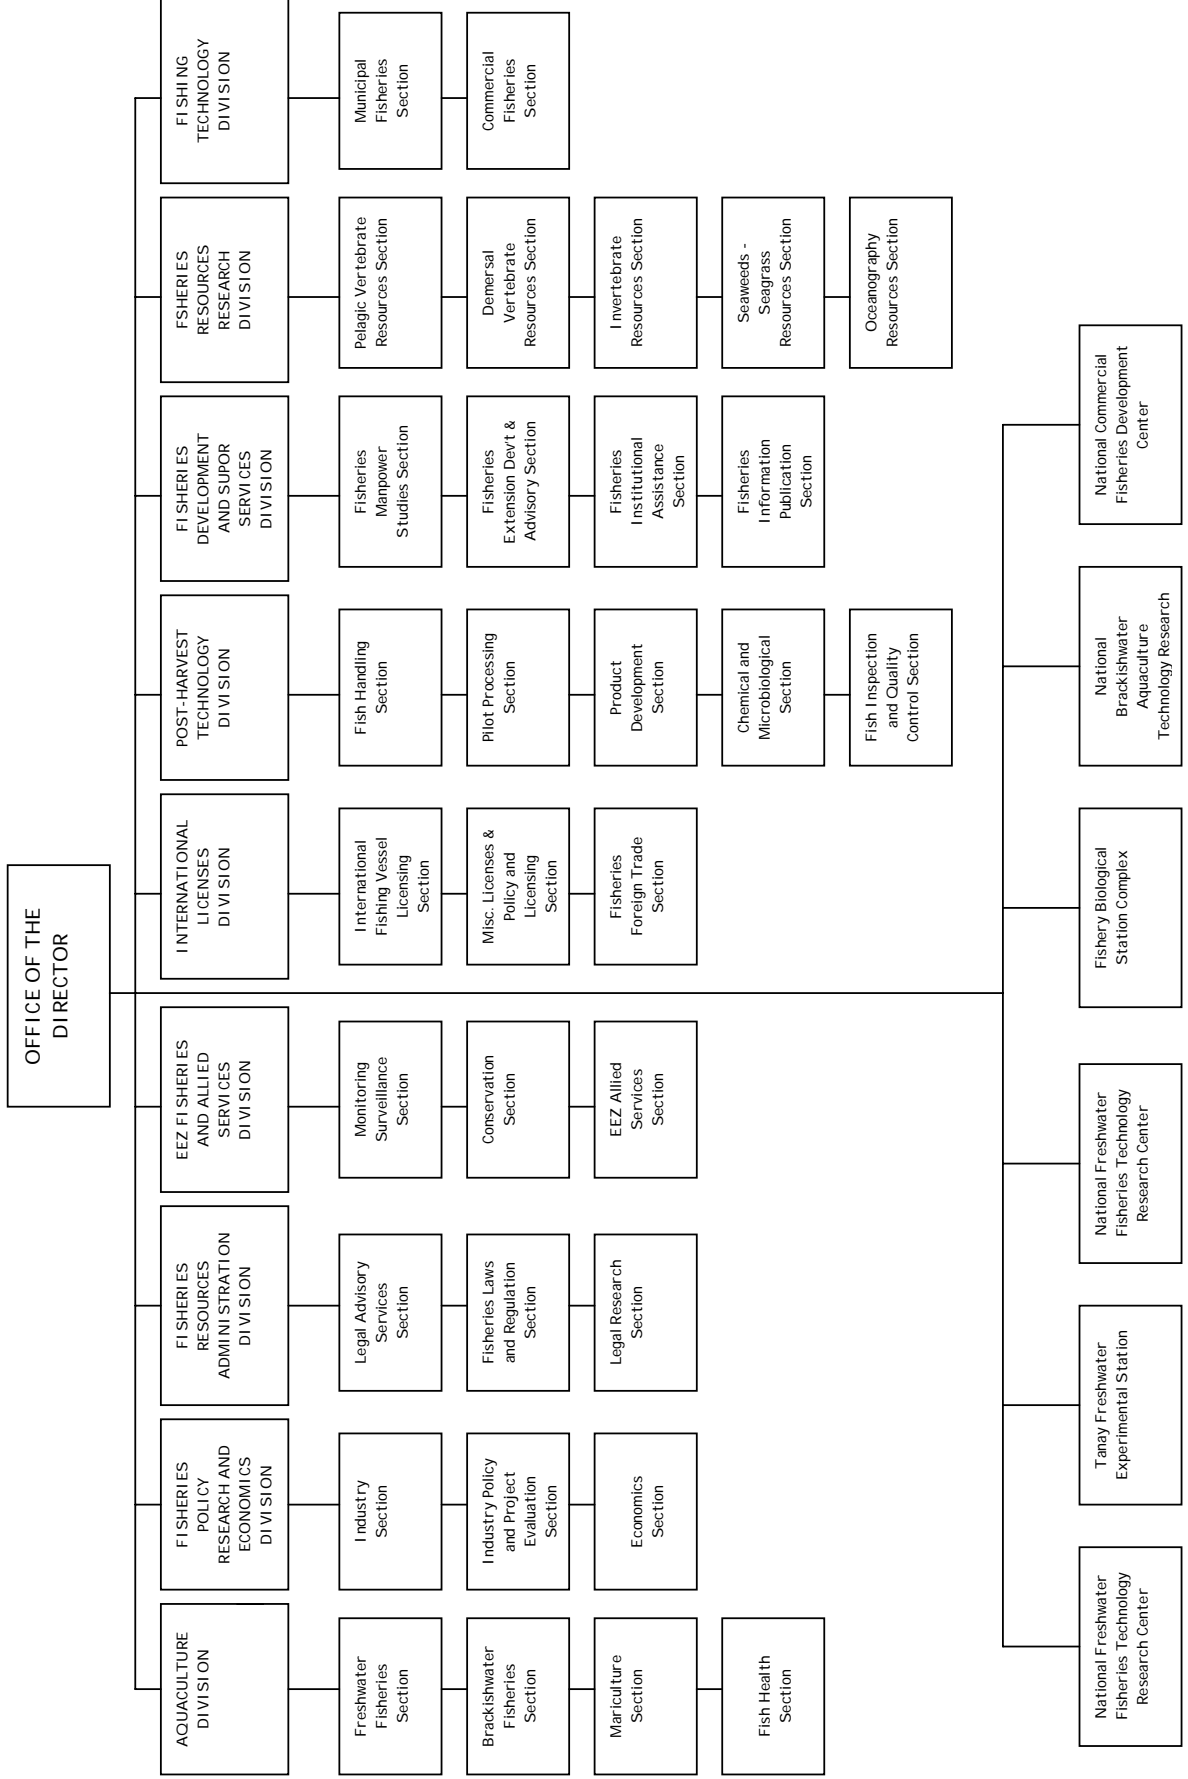 OFFICE OF THE
DIRECTOR
AQUACULTURE
DIVISION
Freshwater
Fisheries
Section
Brackishwater
Fisheries
Section
Mariculture
Section
Fish Health
Section
FISHERIES
POLICY
RESEARCH AND
ECONOMICS
DIVISION
Industry
Section
Industry Policy
and Project
Evaluation
Section
Economics
Section
FISHERIES
RESOURCES
ADMINISTRATION
DIVISION
Legal Advisory
Services
Section
Fisheries Laws
and Regulation
Section
Legal Research
Section
EEZ FISHERIES
AND ALLIED
SERVICES
DIVISION
Monitoring
Surveillance
Section
Conservation
Section
EEZ Allied
Services
Section
INTERNATIONAL
LICENSES
DIVISION
International
Fishing Vessel
Licensing
Section
Misc. Licenses &
Policy and
Licensing
Section
Fisheries
Foreign Trade
Section
POST-HARVEST
TECHNOLOGY
DIVISION
Fish Handling
Section
Pilot Processing
Section
Product
Development
Section
Chemical and
Microbiological
Section
Fish Inspection
and Quality
Control Section
FISHERIES
DEVELOPMENT
AND SUPOR
SERVICES
DIVISION
Fisheries
Manpower
Studies Section
Fisheries
Extension Dev't &
Advisory Section
Fisheries
Institutional
Assistance
Section
Fisheries
Information
Publication
Section
FSHERIES
RESOURCES
RESEARCH
DIVISION
Pelagic Vertebrate
Resources Section
Demersal
Vertebrate
Resources Section
Invertebrate
Resources Section
Seaweeds -
Seagrass
Resources Section
Oceanography
Resources Section
FISHING
TECHNOLOGY
DIVISION
Municipal
Fisheries
Section
Commercial
Fisheries
Section
National Freshwater
Fisheries Technology
Research Center
Tanay Freshwater
Experimental Station
National Freshwater
Fisheries Technology
Research Center
Fishery Biological
Station Complex
National
Brackishwater
Aquaculture
Technology Research
National Commercial
Fisheries Development
Center